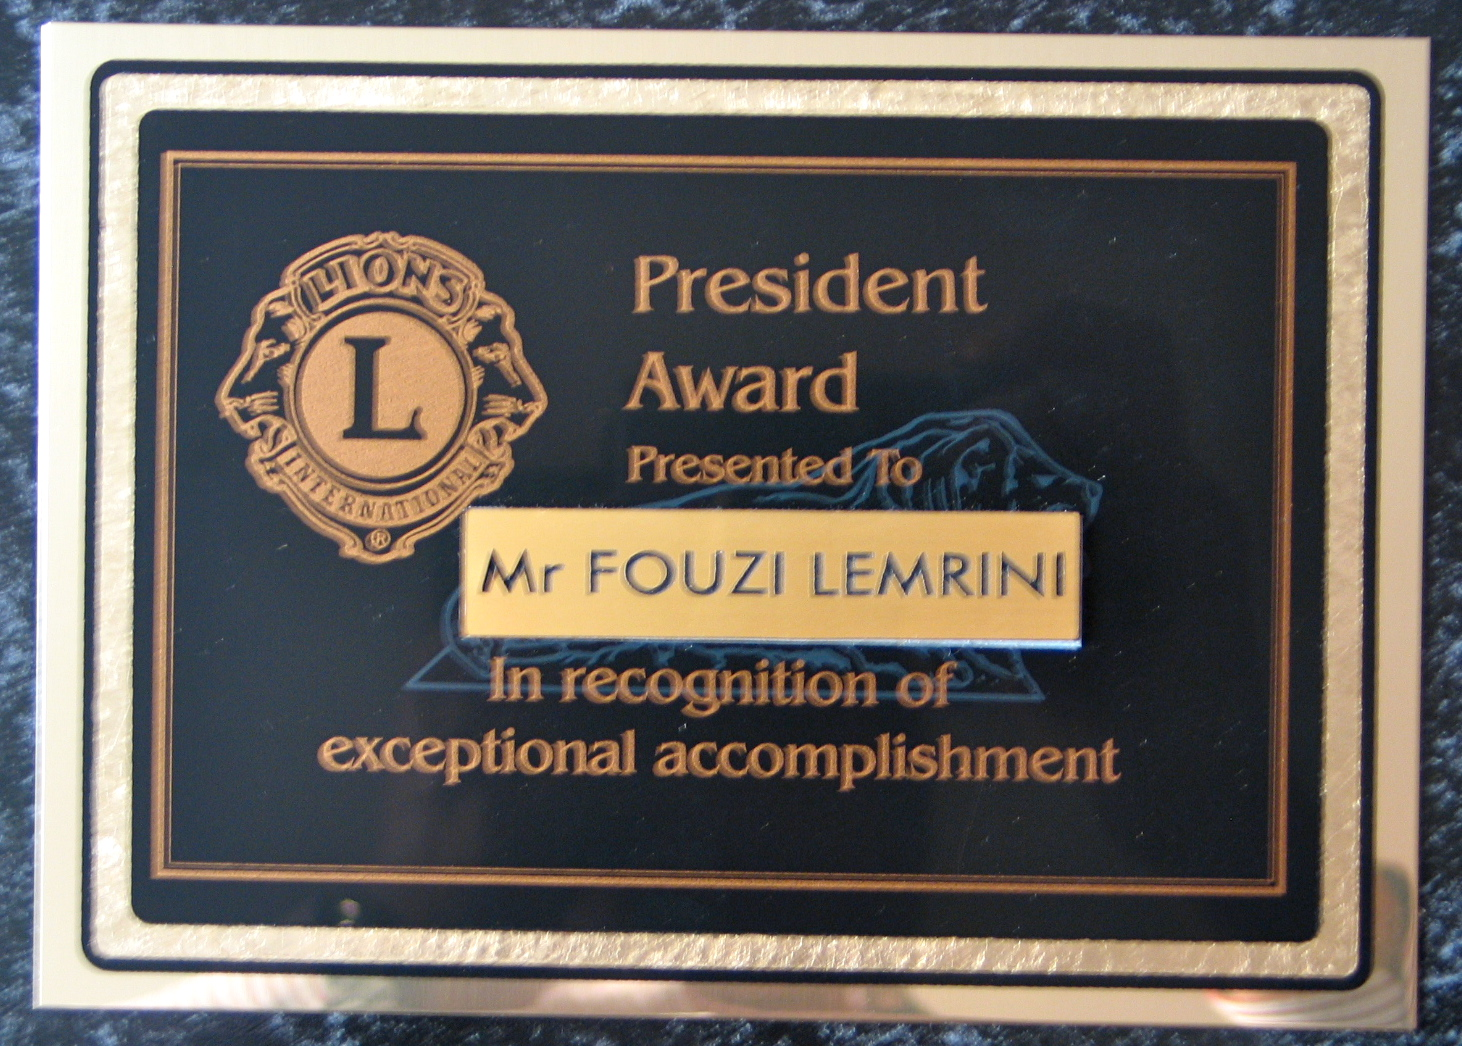 LIONS
L
INTERNATIONAL
®
President
Award
Presented To
Mr FOUZI LEMRINI
In recognition of
exceptional accomplishment